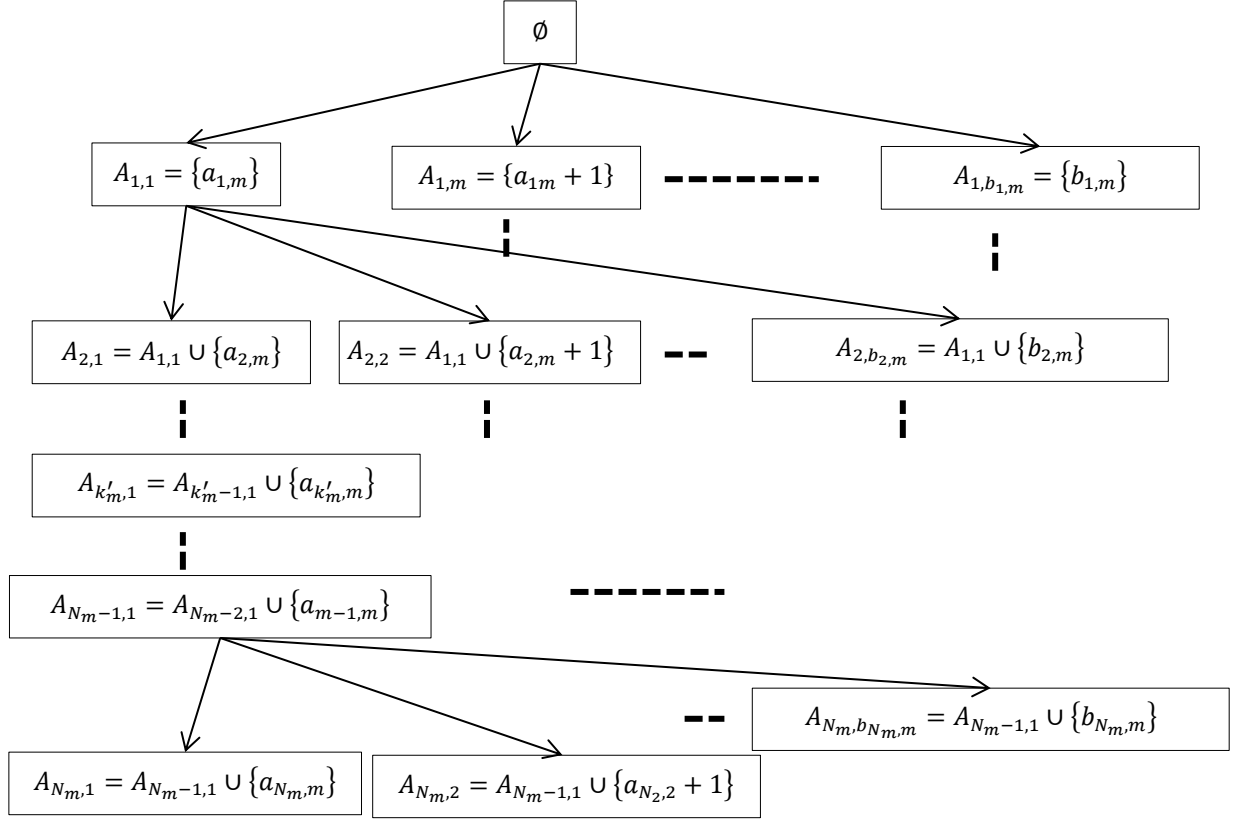 ∅
A_{1,1} = {a_{1,m}}
A_{1,m} = {a_{1m} + 1}
A_{1,b_{1,m}} = {b_{1,m}}
A_{2,1} = A_{1,1} ∪ {a_{2,m}}
A_{2,2} = A_{1,1} ∪ {a_{2,m} + 1}
A_{2,b_{2,m}} = A_{1,1} ∪ {b_{2,m}}
A_{k′_m,1} = A_{k′_m−1,1} ∪ {a_{k′_m,m}}
A_{N_m−1,1} = A_{N_m−2,1} ∪ {a_{m−1,m}}
A_{N_m,b_{N_m,m}} = A_{N_m−1,1} ∪ {b_{N_m,m}}
A_{N_m,1} = A_{N_m−1,1} ∪ {a_{N_m,m}}
A_{N_m,2} = A_{N_m−1,1} ∪ {a_{N_2,2} + 1}